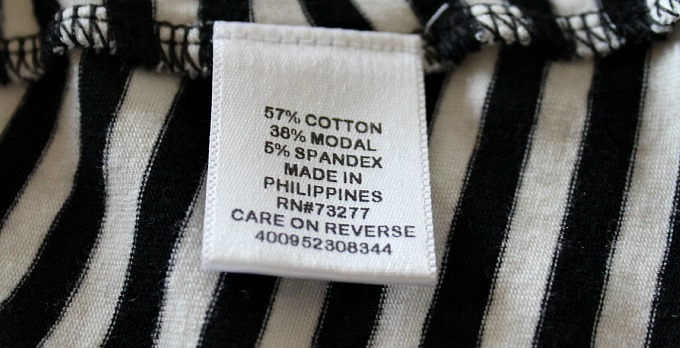 57% COTTON
38% MODAL
5% SPANDEX
MADE IN
PHILIPPINES
RN#73277
CARE ON REVERSE
400952308344